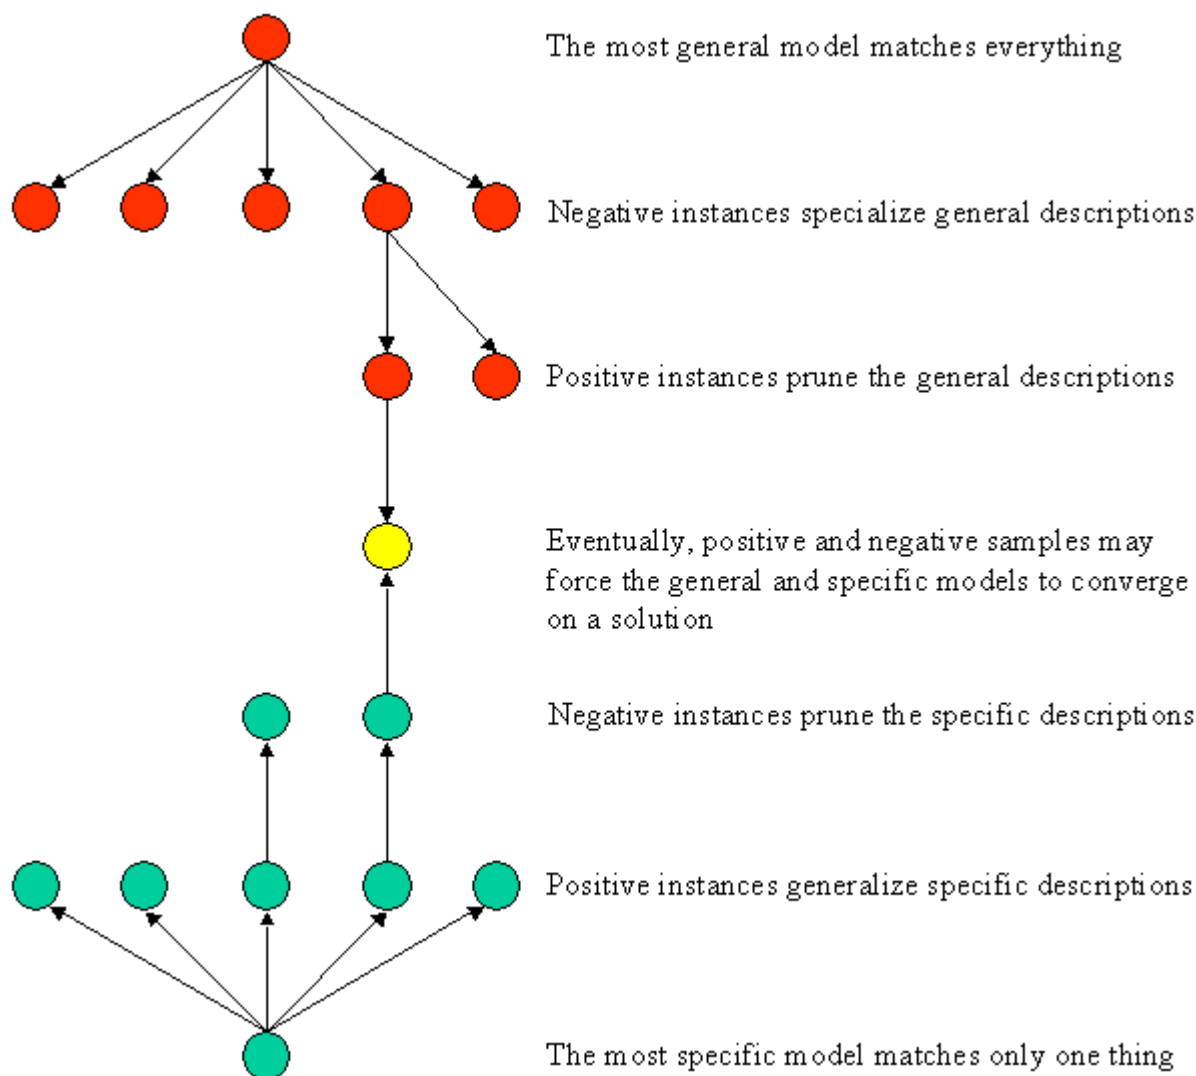 The most general model matches everything
Negative instances specialize general descriptions
Positive instances prune the general descriptions
Eventually, positive and negative samples may
force the general and specific models to converge
on a solution
Negative instances prune the specific descriptions
Positive instances generalize specific descriptions
The most specific model matches only one thing